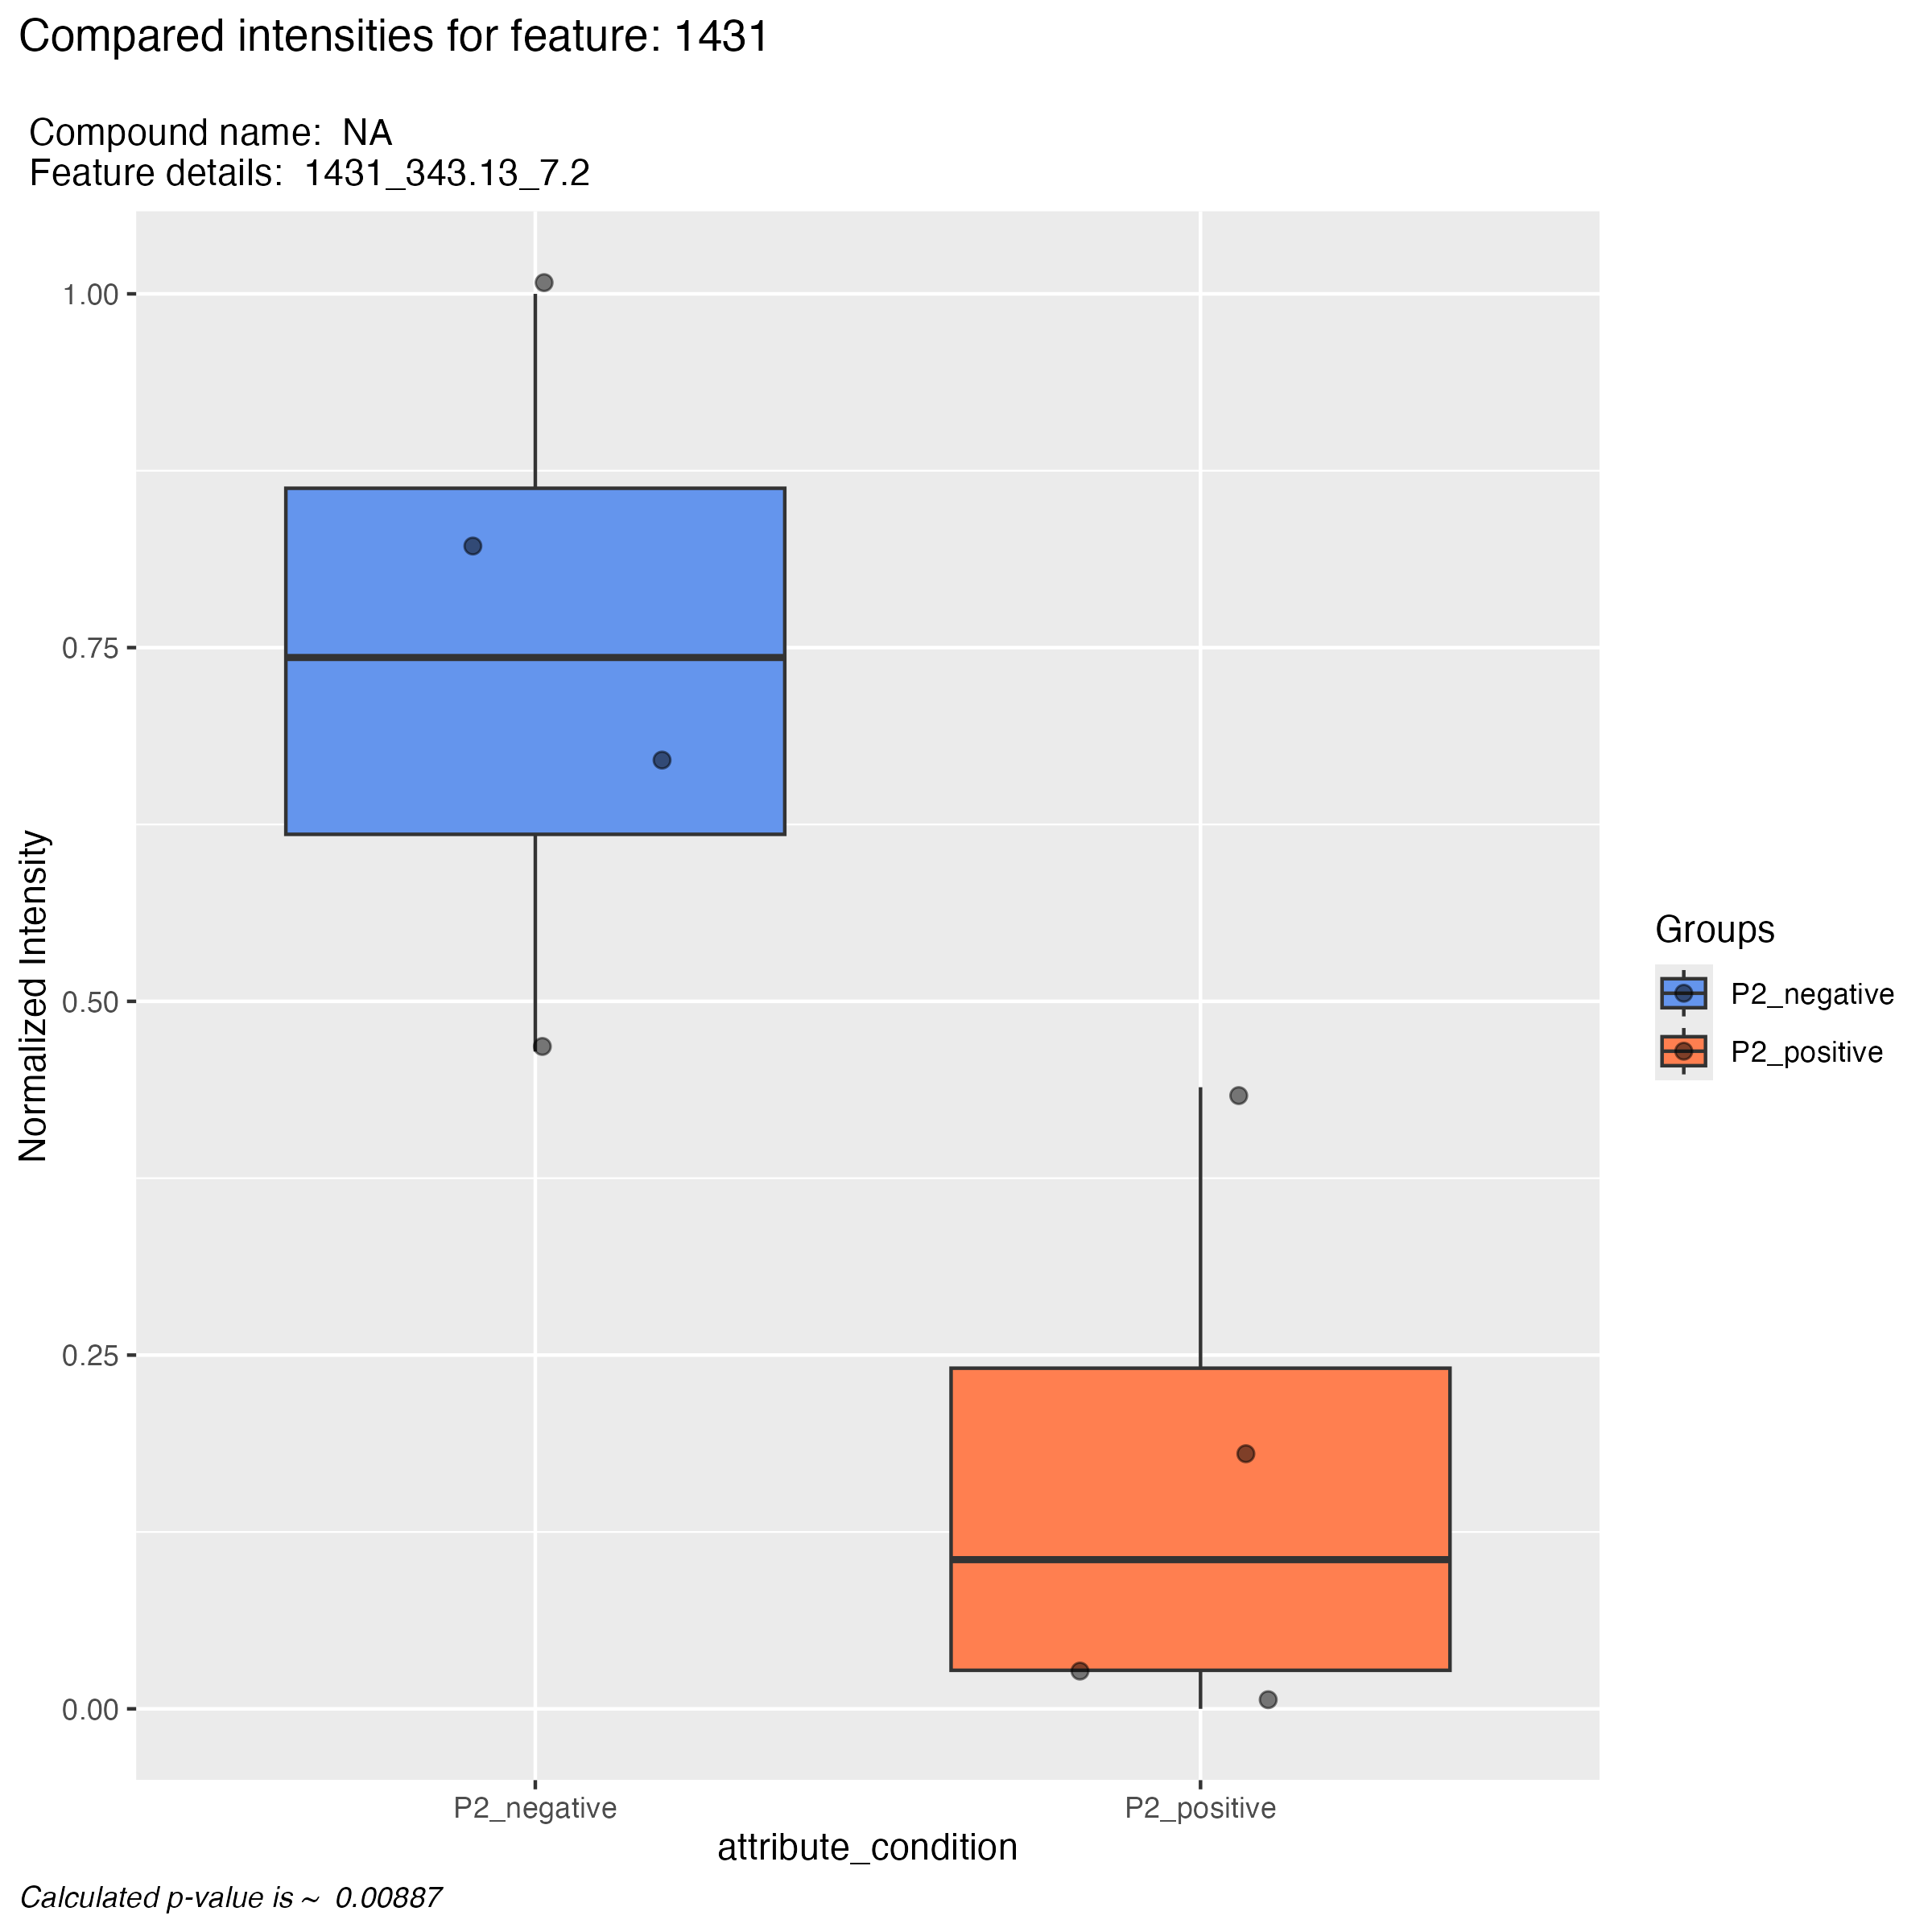 Compared intensities for feature: 1431
Compound name:  NA
Feature details:  1431_343.13_7.2
Normalized Intensity
1.00
0.75
0.50
0.25
0.00
P2_negative
P2_positive
attribute_condition
Groups
P2_negative
P2_positive
Calculated p-value is ~  0.00887